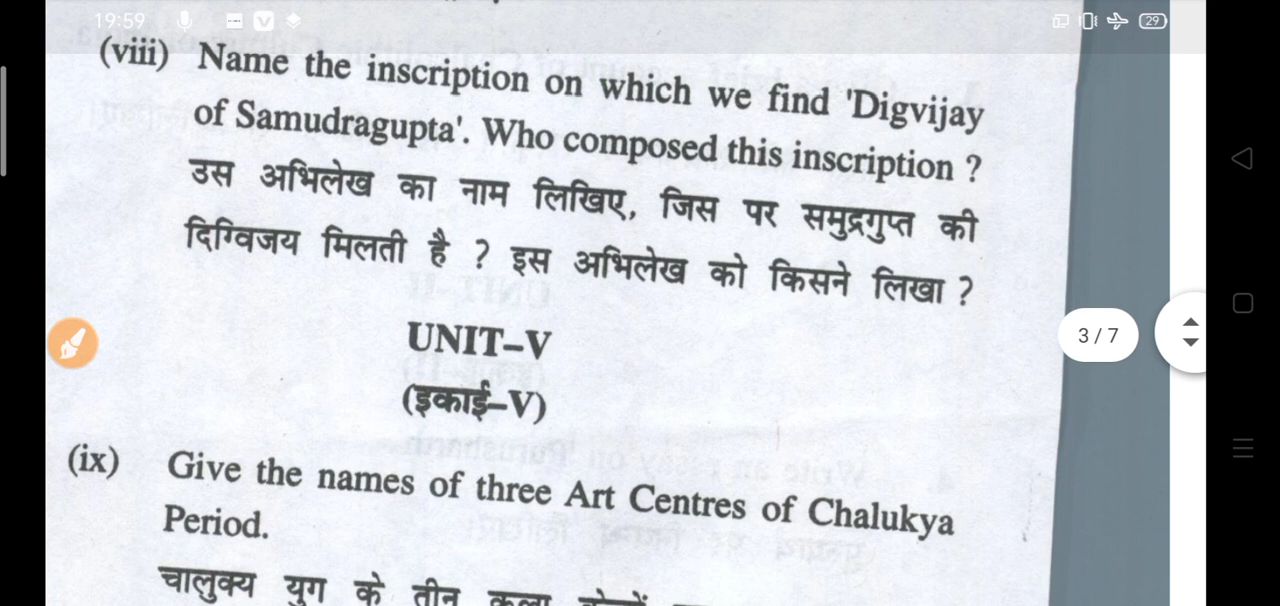 19:59
29
(viii) Name the inscription on which we find 'Digvijay
of Samudragupta'. Who composed this inscription ?
उस अभिलेख का नाम लिखिए, जिस पर समुद्रगुप्त की
दिग्विजय मिलती है ? इस अभिलेख को किसने लिखा ?
3 / 7
UNIT–V
(इकाई–V)
(ix) Give the names of three Art Centres of Chalukya
Period.
चालुक्य युग के तीन कला